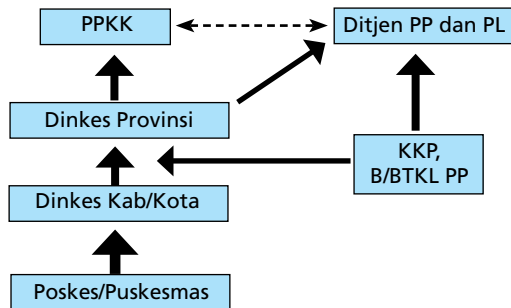 PPKK
Ditjen PP dan PL
Dinkes Provinsi
KKP,
B/BTKL PP
Dinkes Kab/Kota
Poskes/Puskesmas